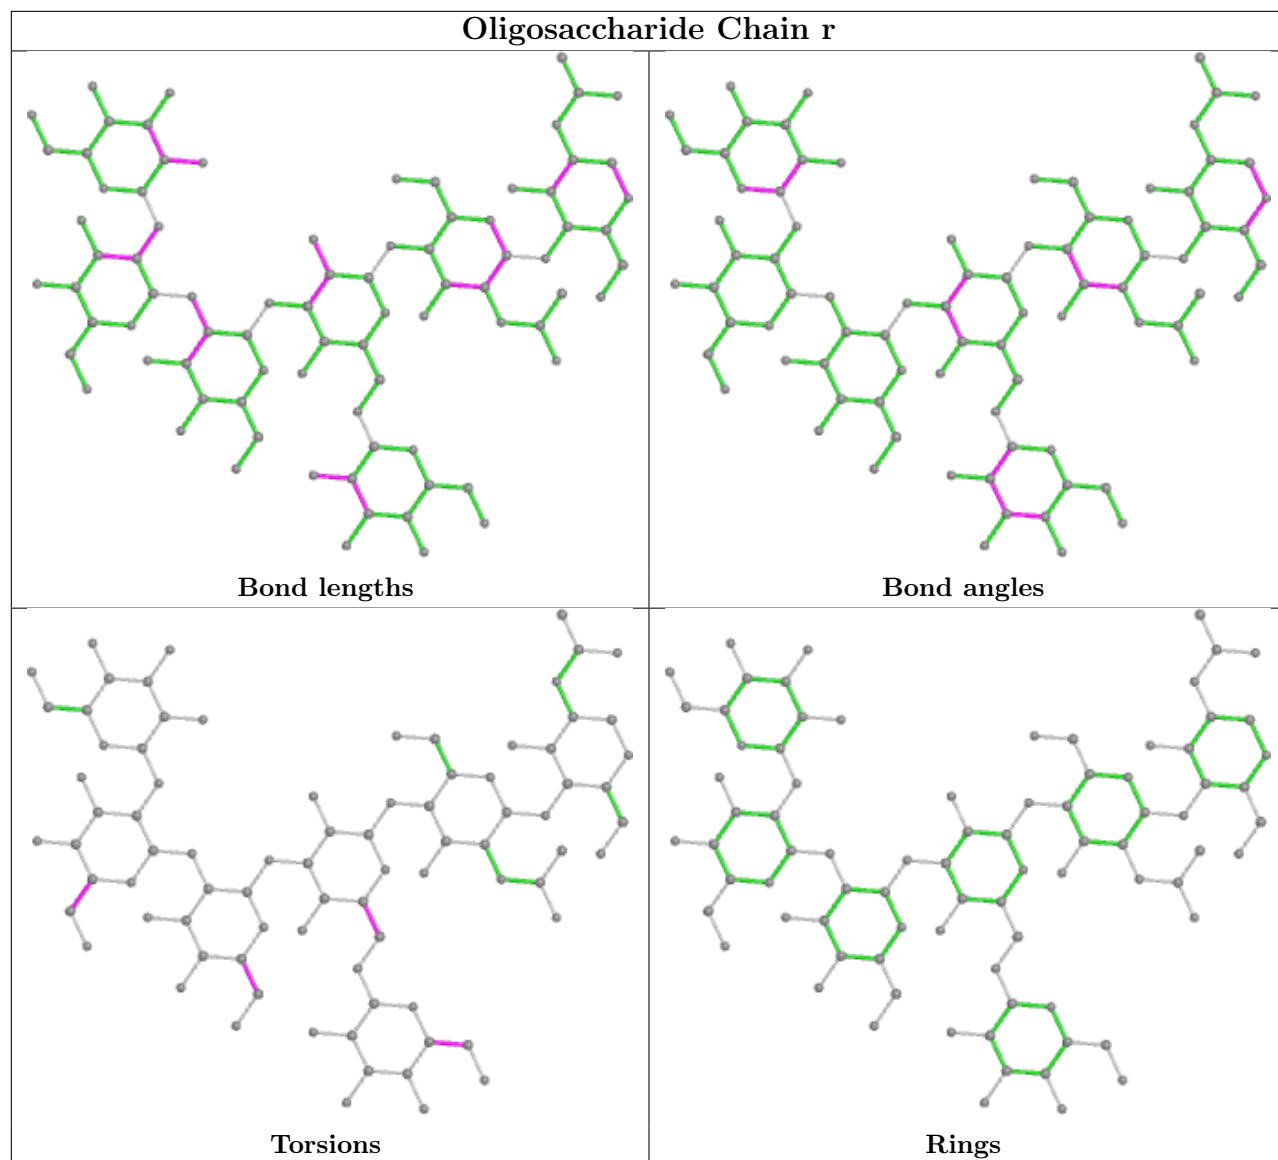 Oligosaccharide Chain r
Bond lengths
Bond angles
Torsions
Rings